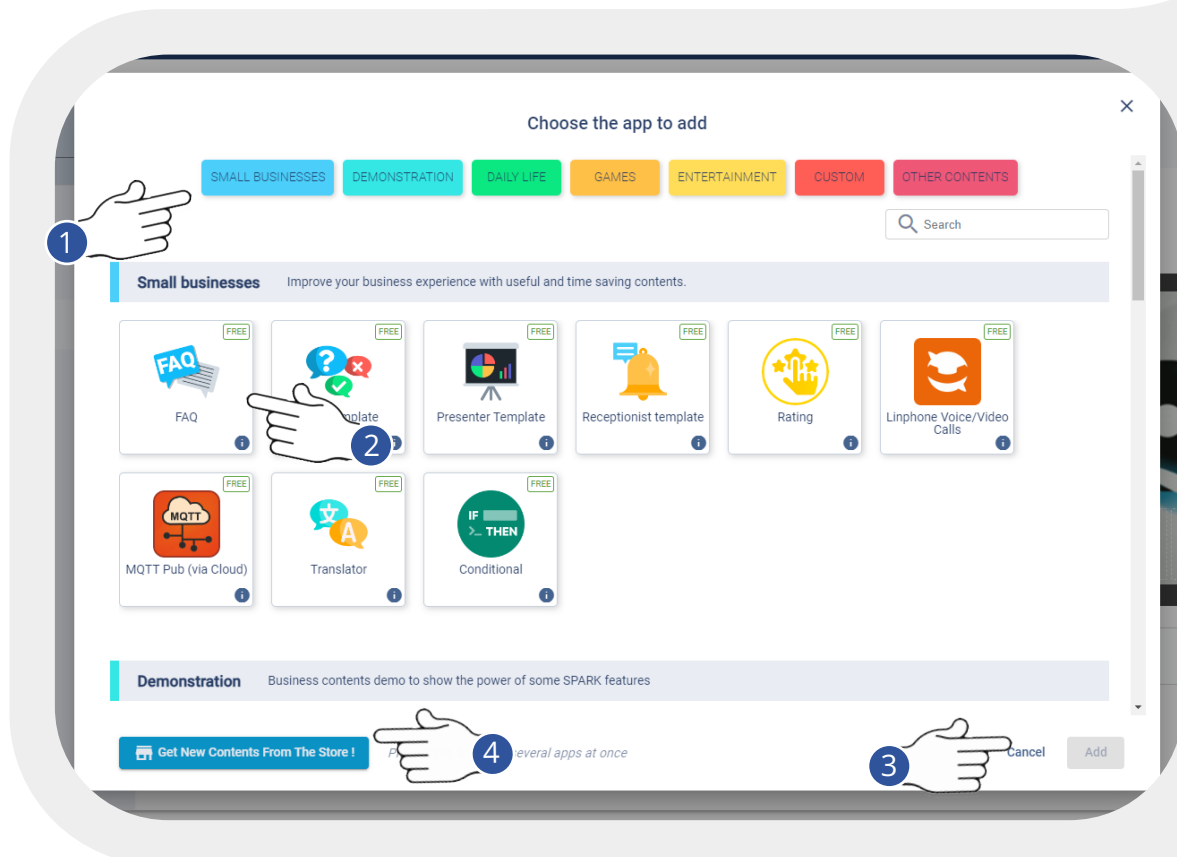 Choose the app to add
SMALL BUSINESSES DEMONSTRATION DAILY LIFE GAMES ENTERTAINMENT CUSTOM OTHER CONTENTS
1
Search
Small businesses Improve your business experience with useful and time saving contents.
FREE FREE FREE FREE FREE FREE
FAQ ?
FAQ Presenter Template Receptionist template Rating Linphone Voice/Video
Calls
2
FREE FREE FREE
MQTT 文 A IF
>_ THEN
MQTT Pub (via Cloud) Translator Conditional
Demonstration Business contents demo to show the power of some SPARK features
Get New Contents From The Store ! 4 several apps at once 3 Cancel Add